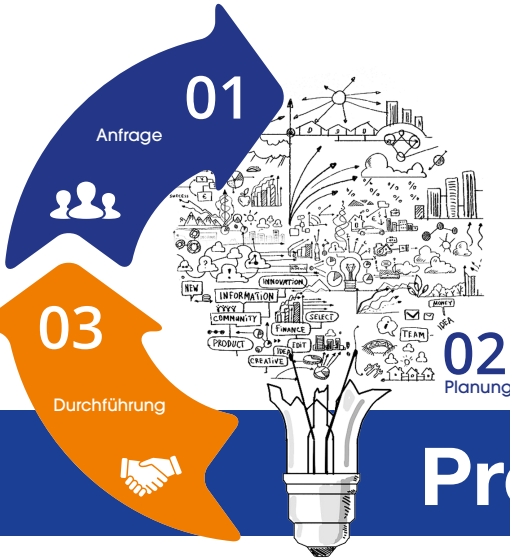 01
Anfrage
SUCCESS
NEW
INNOVATION
INFORMATION
COMMUNITY
SELECT
FINANCE
PRODUCT
EDIT
IDEA
CREATIVE
MONEY
IDEA
TEAM
02
Planung
03
Durchführung
Pr